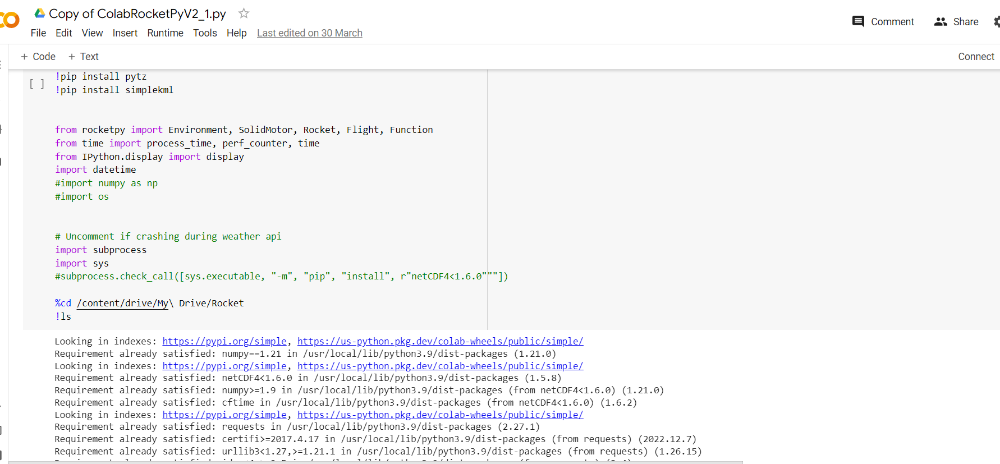 Copy of ColabRocketPyV2_1.py
File Edit View Insert Runtime Tools Help Last edited on 30 March
Comment Share
+ Code + Text
Connect
[ ]
!pip install pytz
!pip install simplekml
from rocketpy import Environment, SolidMotor, Rocket, Flight, Function
from time import process_time, perf_counter, time
from IPython.display import display
import datetime
#import numpy as np
#import os
# Uncomment if crashing during weather api
import subprocess
import sys
#subprocess.check_call([sys.executable, "-m", "pip", "install", r"netCDF4<1.6.0"""])
%cd /content/drive/My\ Drive/Rocket
!ls
Looking in indexes: https://pypi.org/simple, https://us-python.pkg.dev/colab-wheels/public/simple/
Requirement already satisfied: numpy==1.21 in /usr/local/lib/python3.9/dist-packages (1.21.0)
Looking in indexes: https://pypi.org/simple, https://us-python.pkg.dev/colab-wheels/public/simple/
Requirement already satisfied: netCDF4<1.6.0 in /usr/local/lib/python3.9/dist-packages (1.5.8)
Requirement already satisfied: numpy>=1.9 in /usr/local/lib/python3.9/dist-packages (from netCDF4<1.6.0) (1.21.0)
Requirement already satisfied: cftime in /usr/local/lib/python3.9/dist-packages (from netCDF4<1.6.0) (1.6.2)
Looking in indexes: https://pypi.org/simple, https://us-python.pkg.dev/colab-wheels/public/simple/
Requirement already satisfied: requests in /usr/local/lib/python3.9/dist-packages (2.27.1)
Requirement already satisfied: certifi>=2017.4.17 in /usr/local/lib/python3.9/dist-packages (from requests) (2022.12.7)
Requirement already satisfied: urllib3<1.27,>=1.21.1 in /usr/local/lib/python3.9/dist-packages (from requests) (1.26.15)